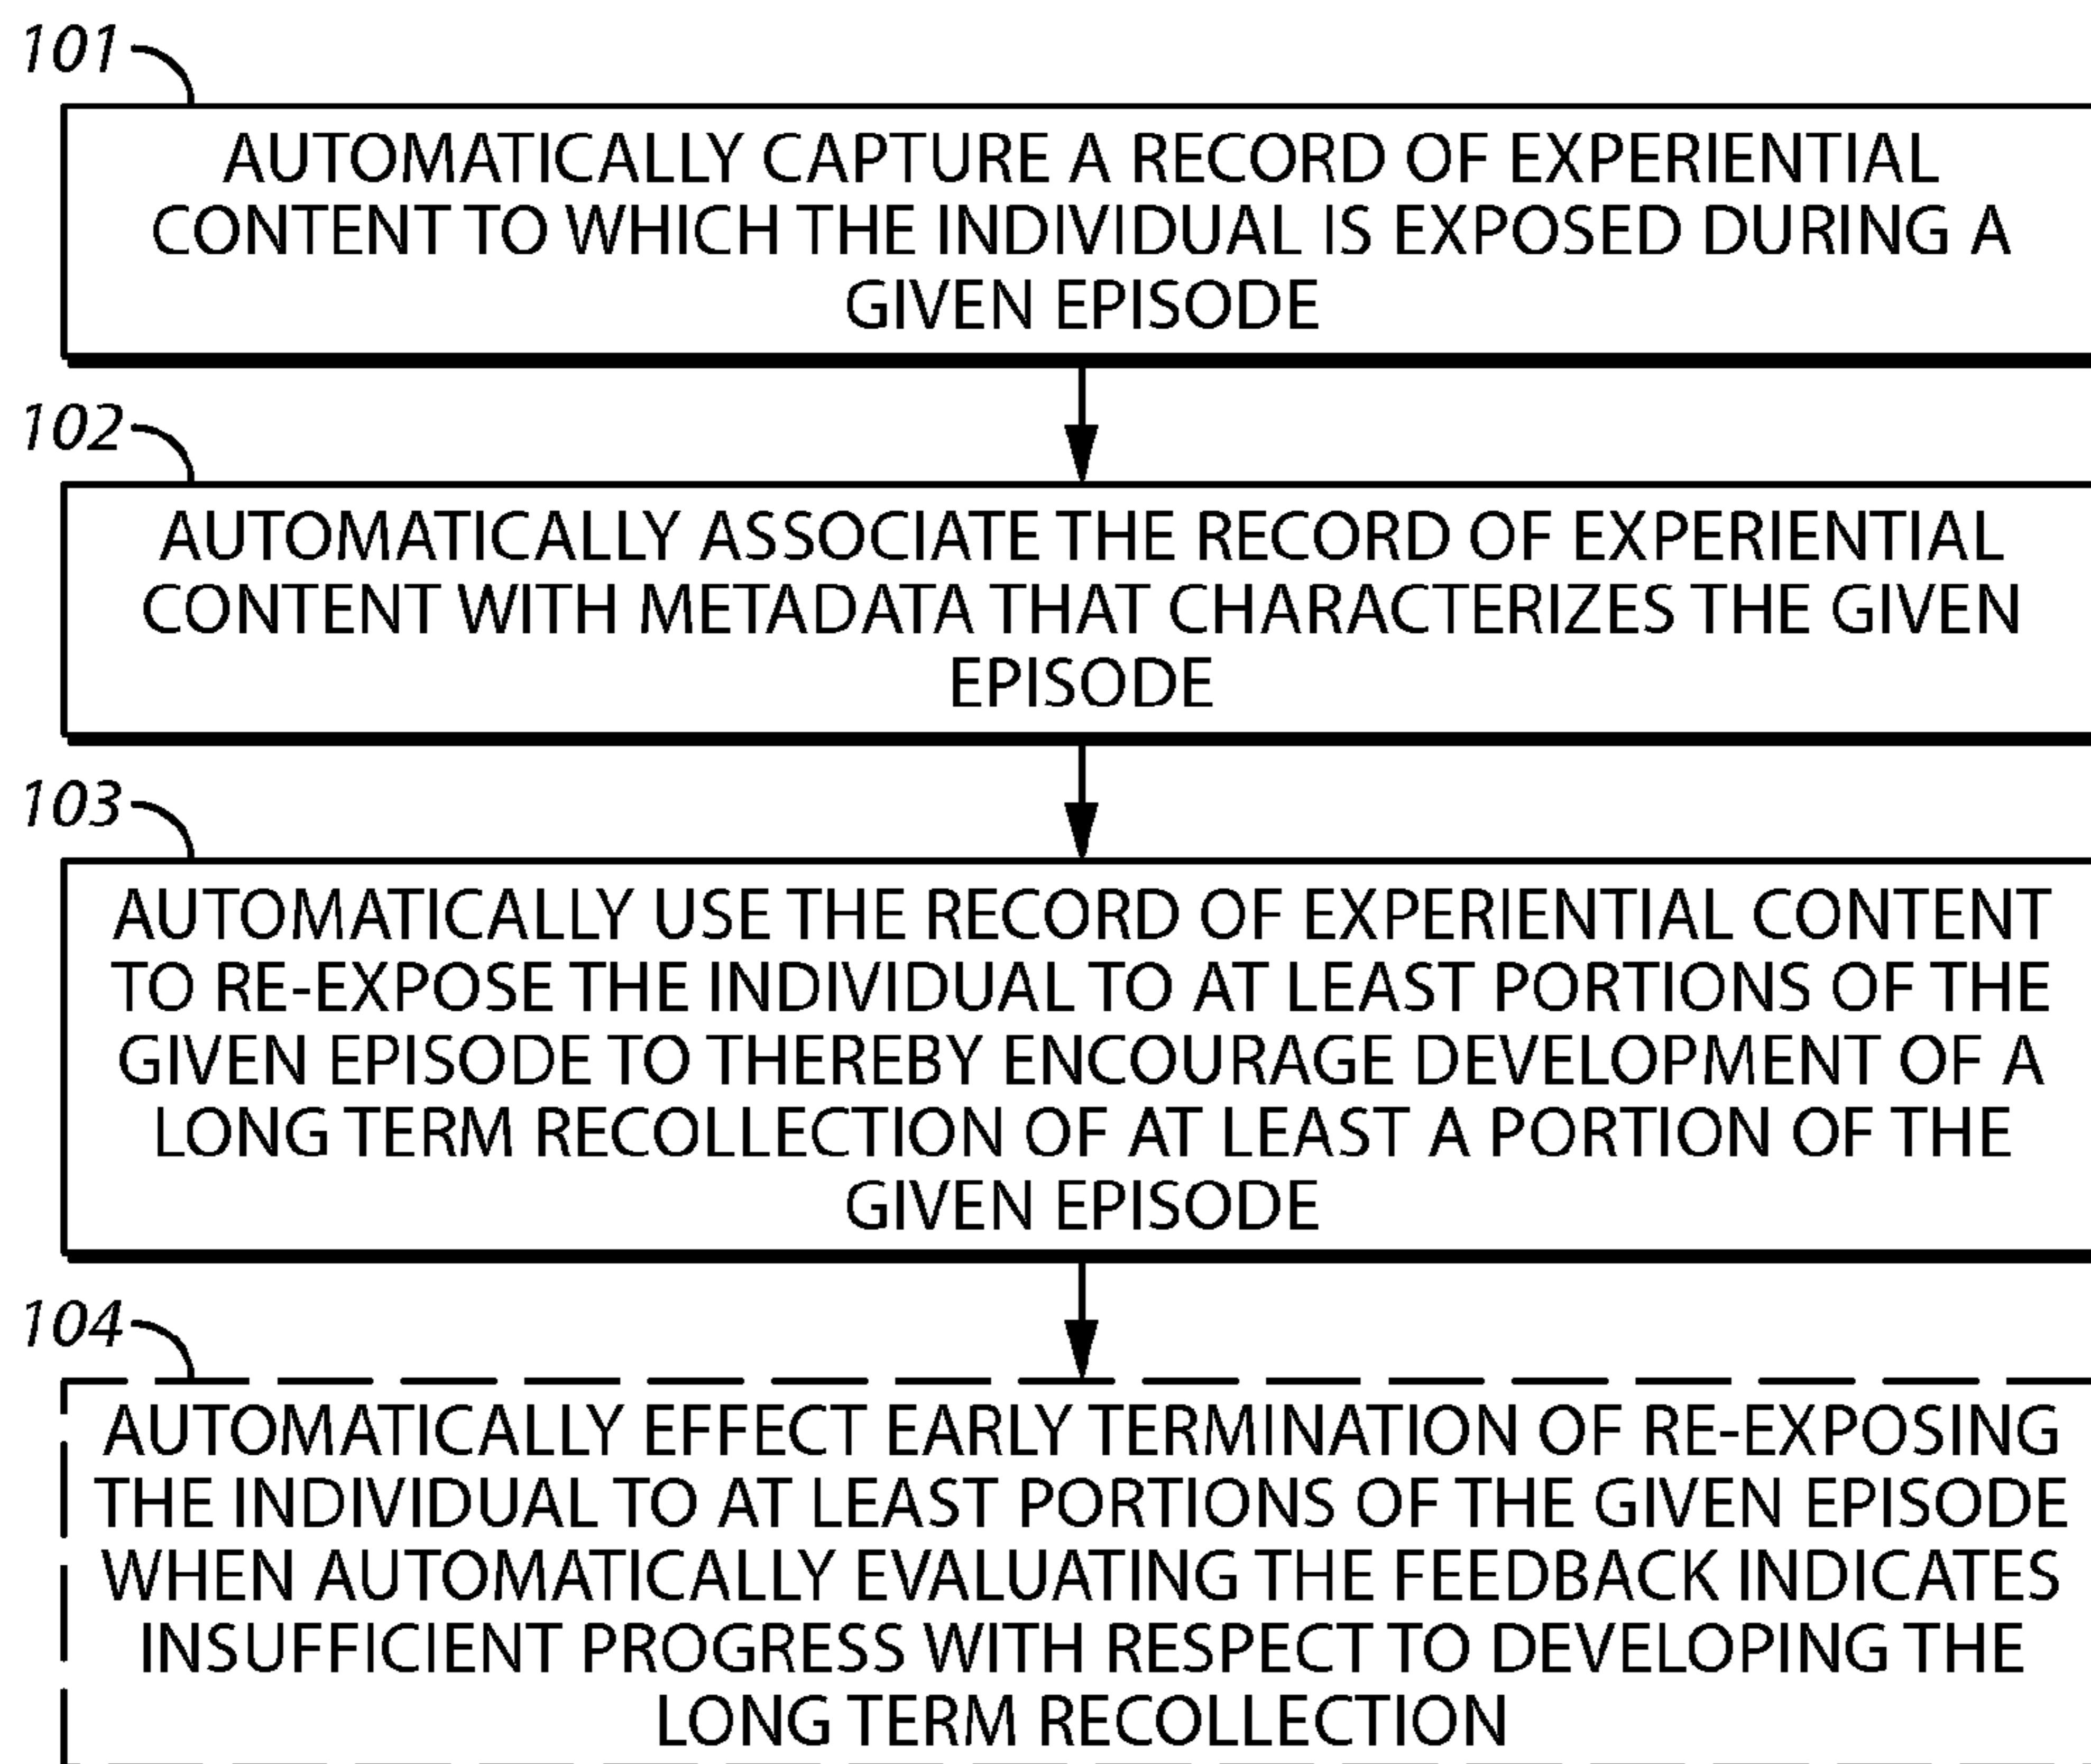 101
AUTOMATICALLY CAPTURE A RECORD OF EXPERIENTIAL
CONTENT TO WHICH THE INDIVIDUAL IS EXPOSED DURING A
GIVEN EPISODE
102
AUTOMATICALLY ASSOCIATE THE RECORD OF EXPERIENTIAL
CONTENT WITH METADATA THAT CHARACTERIZES THE GIVEN
EPISODE
103
AUTOMATICALLY USE THE RECORD OF EXPERIENTIAL CONTENT
TO RE-EXPOSE THE INDIVIDUAL TO AT LEAST PORTIONS OF THE
GIVEN EPISODE TO THEREBY ENCOURAGE DEVELOPMENT OF A
LONG TERM RECOLLECTION OF AT LEAST A PORTION OF THE
GIVEN EPISODE
104
AUTOMATICALLY EFFECT EARLY TERMINATION OF RE-EXPOSING
THE INDIVIDUAL TO AT LEAST PORTIONS OF THE GIVEN EPISODE
WHEN AUTOMATICALLY EVALUATING THE FEEDBACK INDICATES
INSUFFICIENT PROGRESS WITH RESPECT TO DEVELOPING THE
LONG TERM RECOLLECTION